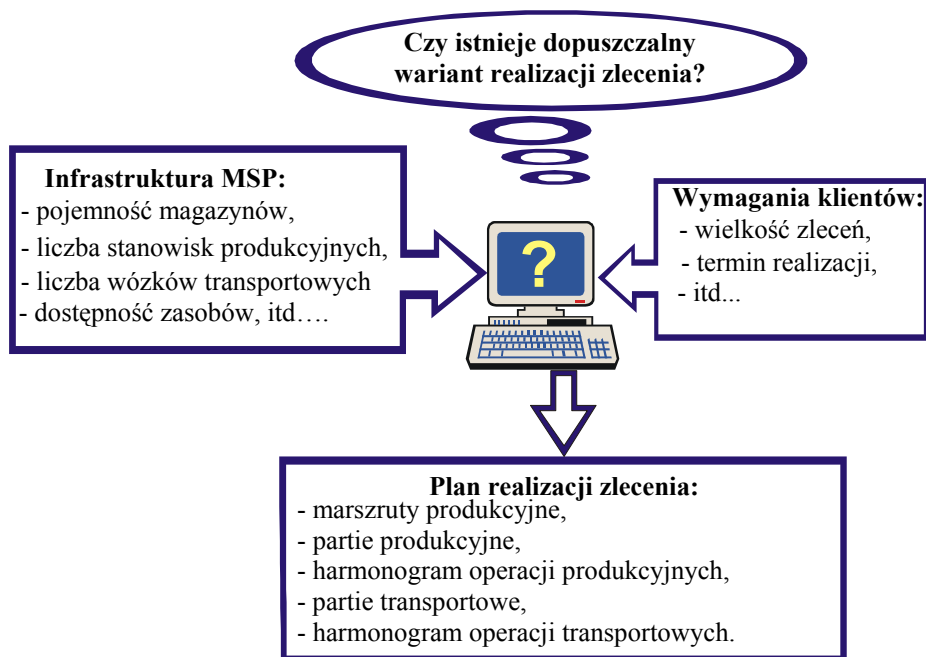 Czy istnieje dopuszczalny
wariant realizacji zlecenia?
Infrastruktura MSP:
- pojemność magazynów,
- liczba stanowisk produkcyjnych,
- liczba wózków transportowych
- dostępność zasobów, itd….
Wymagania klientów:
- wielkość zleceń,
- termin realizacji,
- itd...
?
Plan realizacji zlecenia:
- marszruty produkcyjne,
- partie produkcyjne,
- harmonogram operacji produkcyjnych,
- partie transportowe,
- harmonogram operacji transportowych.